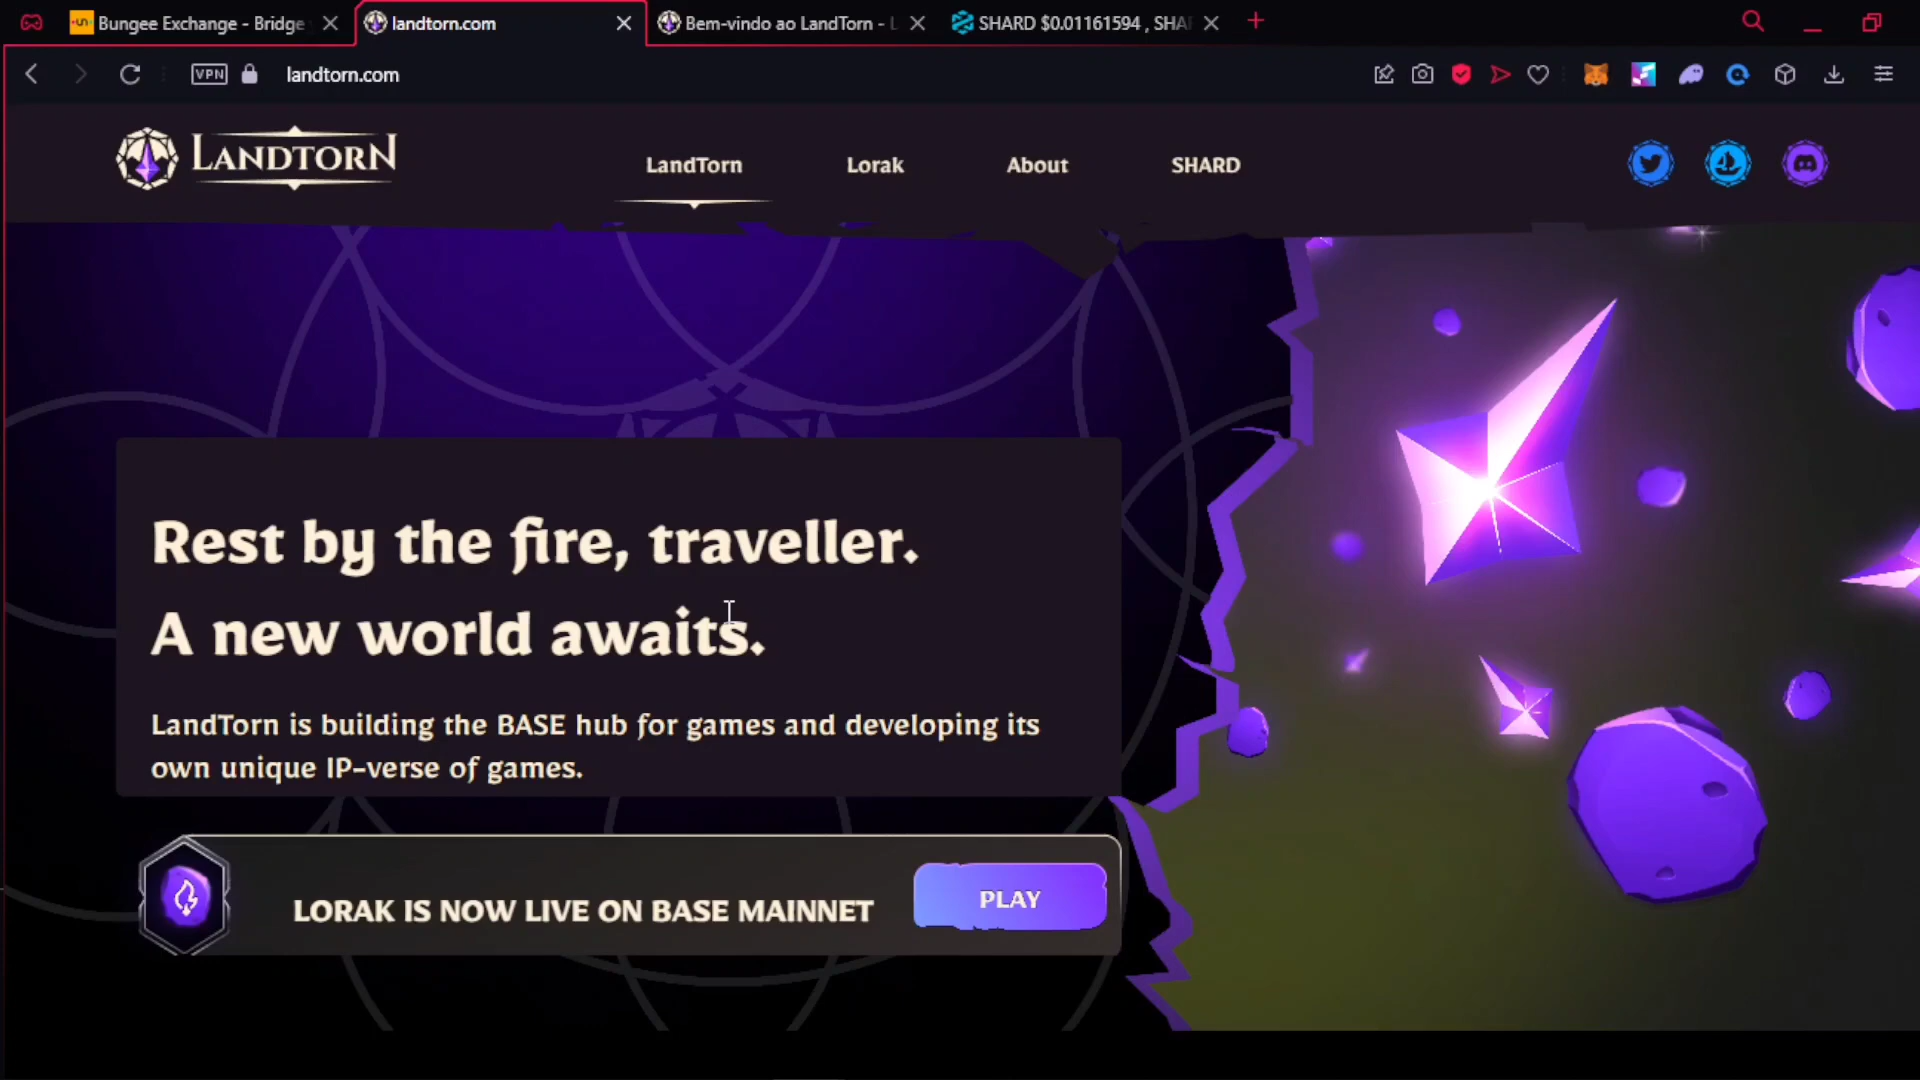 Bungee Exchange - Bridge
landtorn.com
Bem-vindo ao LandTorn - L
SHARD $0.01161594 , SHA
VPN
landtorn.com
LANDTORN
LandTorn
Lorak
About
SHARD
Rest by the fire, traveller.
A new world awaits.
LandTorn is building the BASE hub for games and developing its
own unique IP-verse of games.
LORAK IS NOW LIVE ON BASE MAINNET
PLAY